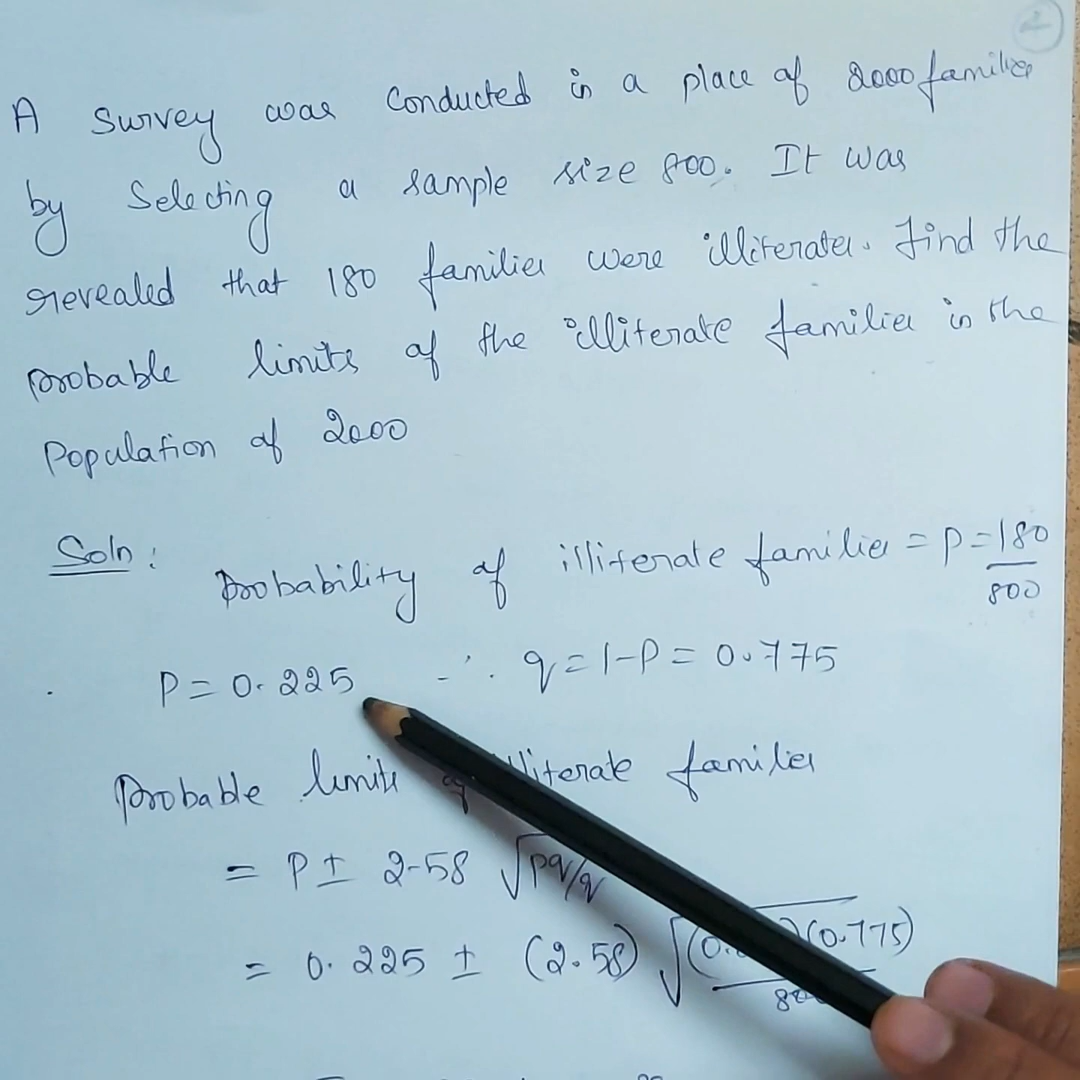 2
A survey was conducted in a place of 2000 families
by selecting a sample size 800. It was
revealed that 180 families were illiterates. Find the
probable limits of the illiterate families in the
Population of 2000
Soln: Probability of illiterate families = P = 180/800
P = 0.225 ∴ q = 1-P = 0.775
Probable limits families
= P ± 2.58 √pq/n
= 0.225 ± (2.58) √ (0.775)